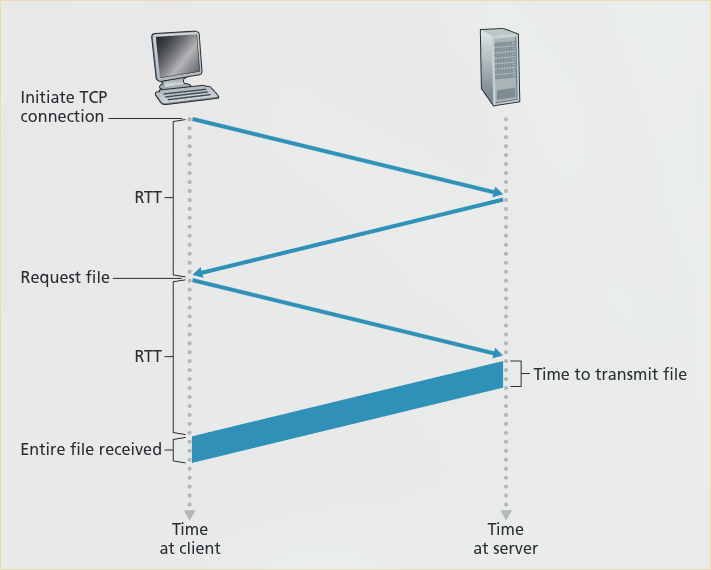 Initiate TCP
connection
RTT
Request file
RTT
Time to transmit file
Entire file received
Time
at client
Time
at server